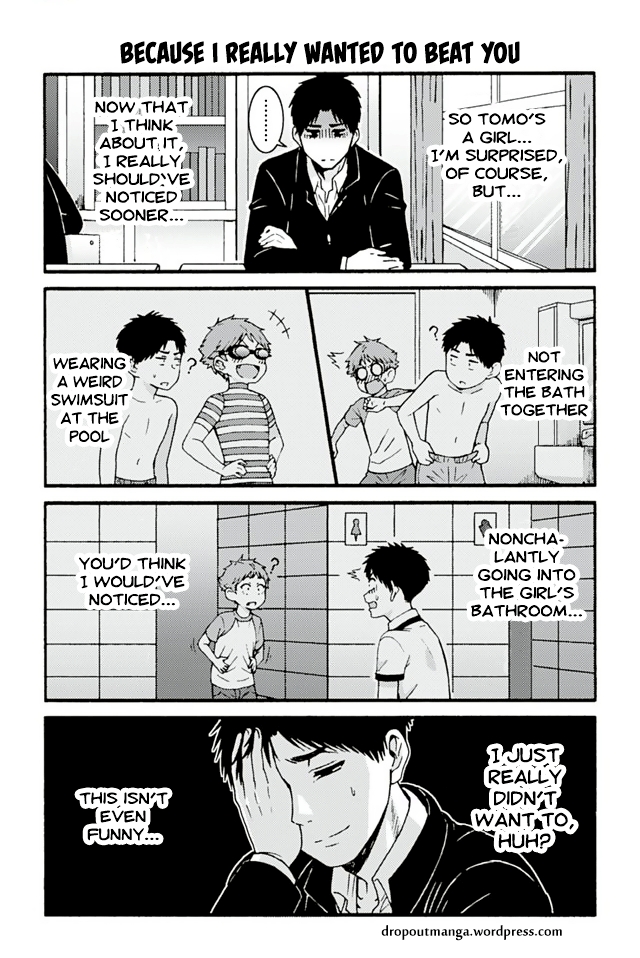 BECAUSE I REALLY WANTED TO BEAT YOU
SO TOMO'S
A GIRL...
I'M SURPRISED,
OF COURSE,
BUT...
........
NOW THAT
I THINK
ABOUT IT,
I REALLY
SHOULD'VE
NOTICED
SOONER...
NOT
ENTERING
THE BATH
TOGETHER
?
WEARING
A WEIRD
SWIMSUIT
AT THE
POOL
?
NONCHA-
LANTLY
GOING INTO
THE GIRL'S
BATHROOM...
?
YOU'D THINK
I WOULD'VE
NOTICED...
I JUST
REALLY
DIDN'T
WANT TO,
HUH?
THIS ISN'T
EVEN
FUNNY...
dropoutmanga.wordpress.com